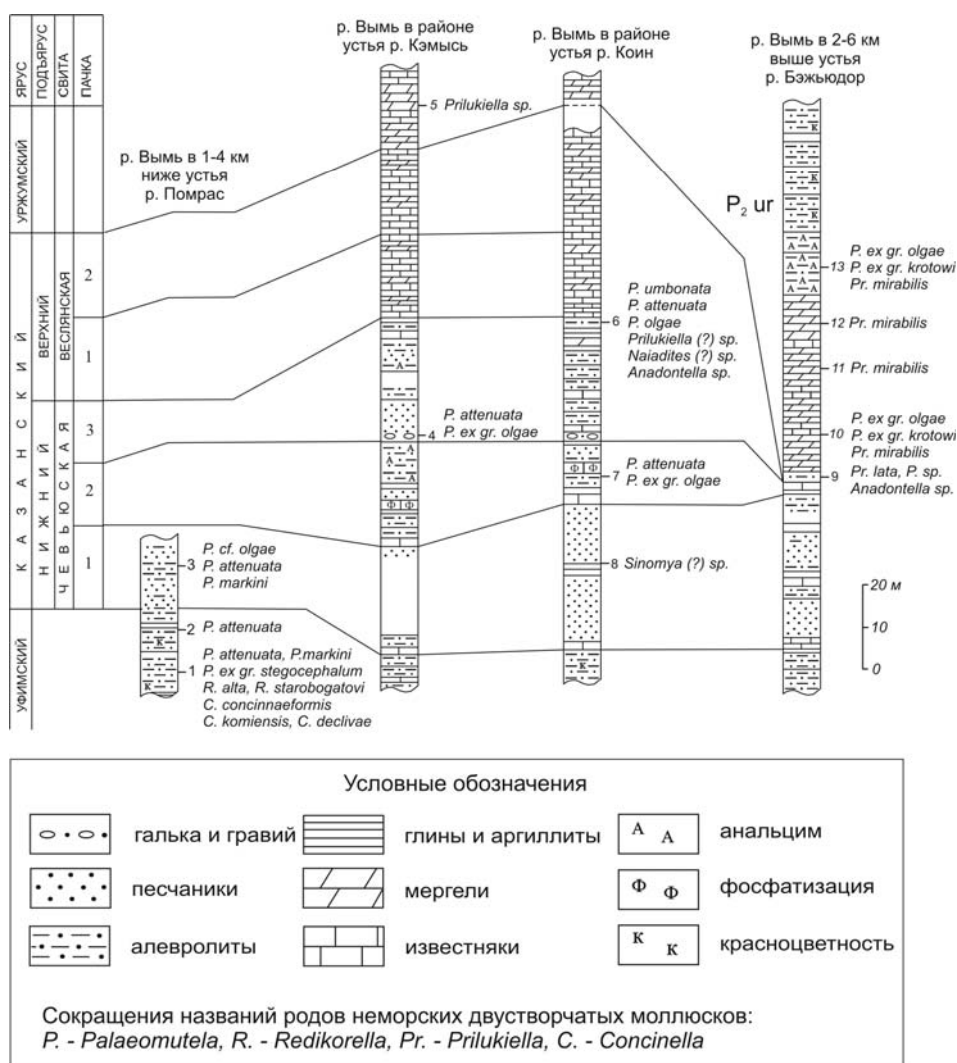 ЯРУС
ПОДЪЯРУС
СВИТА
ПАЧКА
УРЖУМСКИЙ
КАЗАНСКИЙ
УФИМСКИЙ
ВЕРХНИЙ
НИЖНИЙ
ВЕСЛЯНСКАЯ
ЧЕВЬЮСКАЯ
2
1
3
2
1
р. Вымь в 1-4 км
ниже устья
р. Помрас
3 P. cf. olgae
P. attenuata
P. markini
2 P. attenuata
P. attenuata, P.markini
1 P. ex gr. stegocephalum
R. alta, R. starobogatovi
C. concinnaeformis
C. komiensis, C. declivae
К
К
р. Вымь в районе
устья р. Кэмысь
5 Prilukiella sp.
P. attenuata
4 P. ex gr. olgae
А
А
А
А
Ф Ф
р. Вымь в районе
устья р. Коин
P. umbonata
P. attenuata
6 P. olgae
Prilukiella (?) sp.
Naiadites (?) sp.
Anadontella sp.
P. attenuata
7 P. ex gr. olgae
8 Sinomya (?) sp.
Ф Ф
К
р. Вымь в 2-6 км
выше устья
р. Бэжьюдор
P₂ ur
К
К
К
А
А А
А
А А
А
А А
P. ex gr. olgae
13 P. ex gr. krotowi
Pr. mirabilis
12 Pr. mirabilis
11 Pr. mirabilis
P. ex gr. olgae
10 P. ex gr. krotowi
Pr. mirabilis
9 Pr. lata, P. sp.
Anadontella sp.
20 м
10
0
Условные обозначения
галька и гравий
глины и аргиллиты
А А анальцим
песчаники
мергели
Ф Ф фосфатизация
алевролиты
известняки
К К красноцветность
Сокращения названий родов неморских двустворчатых моллюсков:
P. - Palaeomutela, R. - Redikorella, Pr. - Prilukiella, C. - Concinella